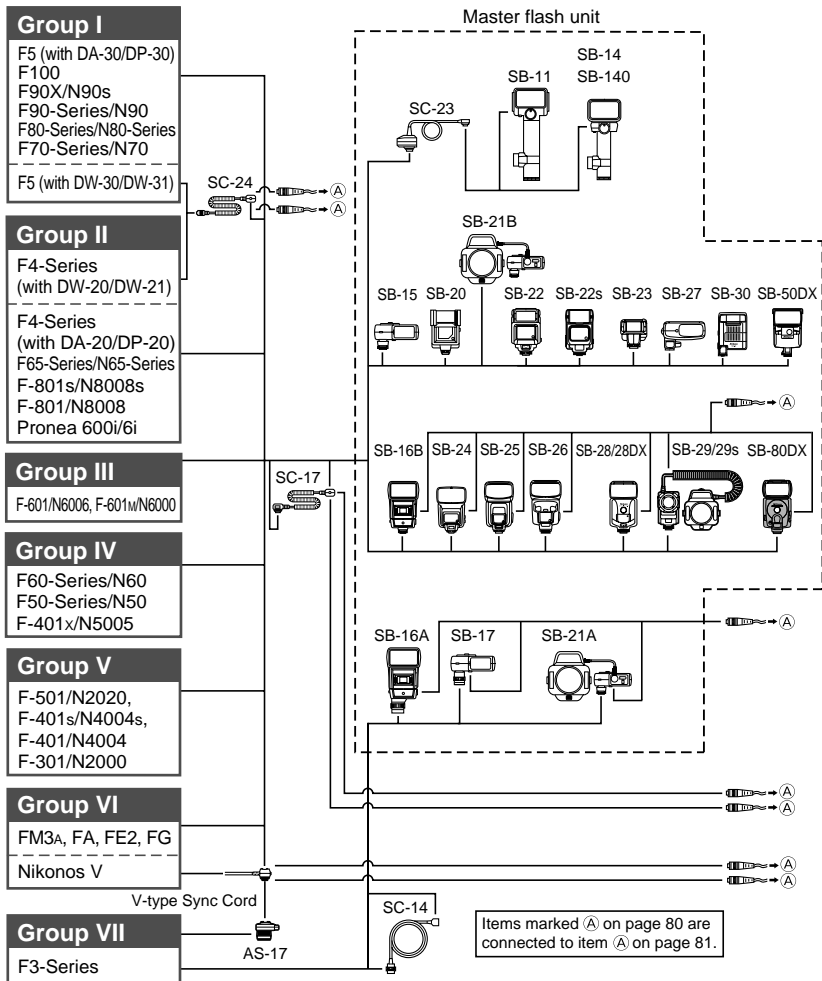 Group I
F5 (with DA-30/DP-30)
F100
F90X/N90s
F90-Series/N90
F80-Series/N80-Series
F70-Series/N70
F5 (with DW-30/DW-31)
SC-24
A
A
Group II
F4-Series
(with DW-20/DW-21)
F4-Series
(with DA-20/DP-20)
F65-Series/N65-Series
F-801s/N8008s
F-801/N8008
Pronea 600i/6i
Group III
F-601/N6006, F-601M/N6000
SC-17
Group IV
F60-Series/N60
F50-Series/N50
F-401X/N5005
Group V
F-501/N2020,
F-401s/N4004s,
F-401/N4004
F-301/N2000
Group VI
FM3A, FA, FE2, FG
Nikonos V
V-type Sync Cord
Group VII
F3-Series
AS-17
Master flash unit
SC-23
SB-11
SB-14
SB-140
SB-21B
SB-15 SB-20 SB-22 SB-22s SB-23 SB-27 SB-30 SB-50DX
A
SB-16B SB-24 SB-25 SB-26 SB-28/28DX SB-29/29s SB-80DX
A
SB-16A SB-17 SB-21A
A
A
A
A
SC-14
Items marked A on page 80 are
connected to item A on page 81.